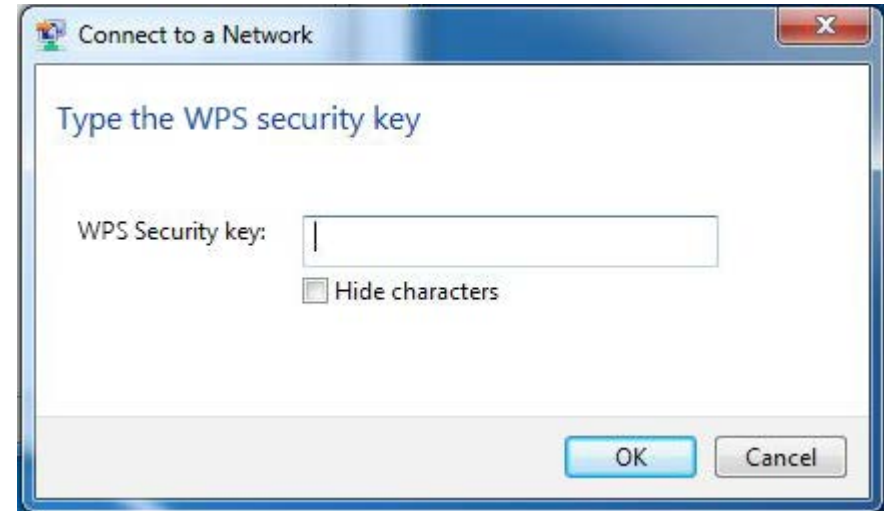 Connect to a Network
Type the WPS security key
WPS Security key:
Hide characters
OK Cancel